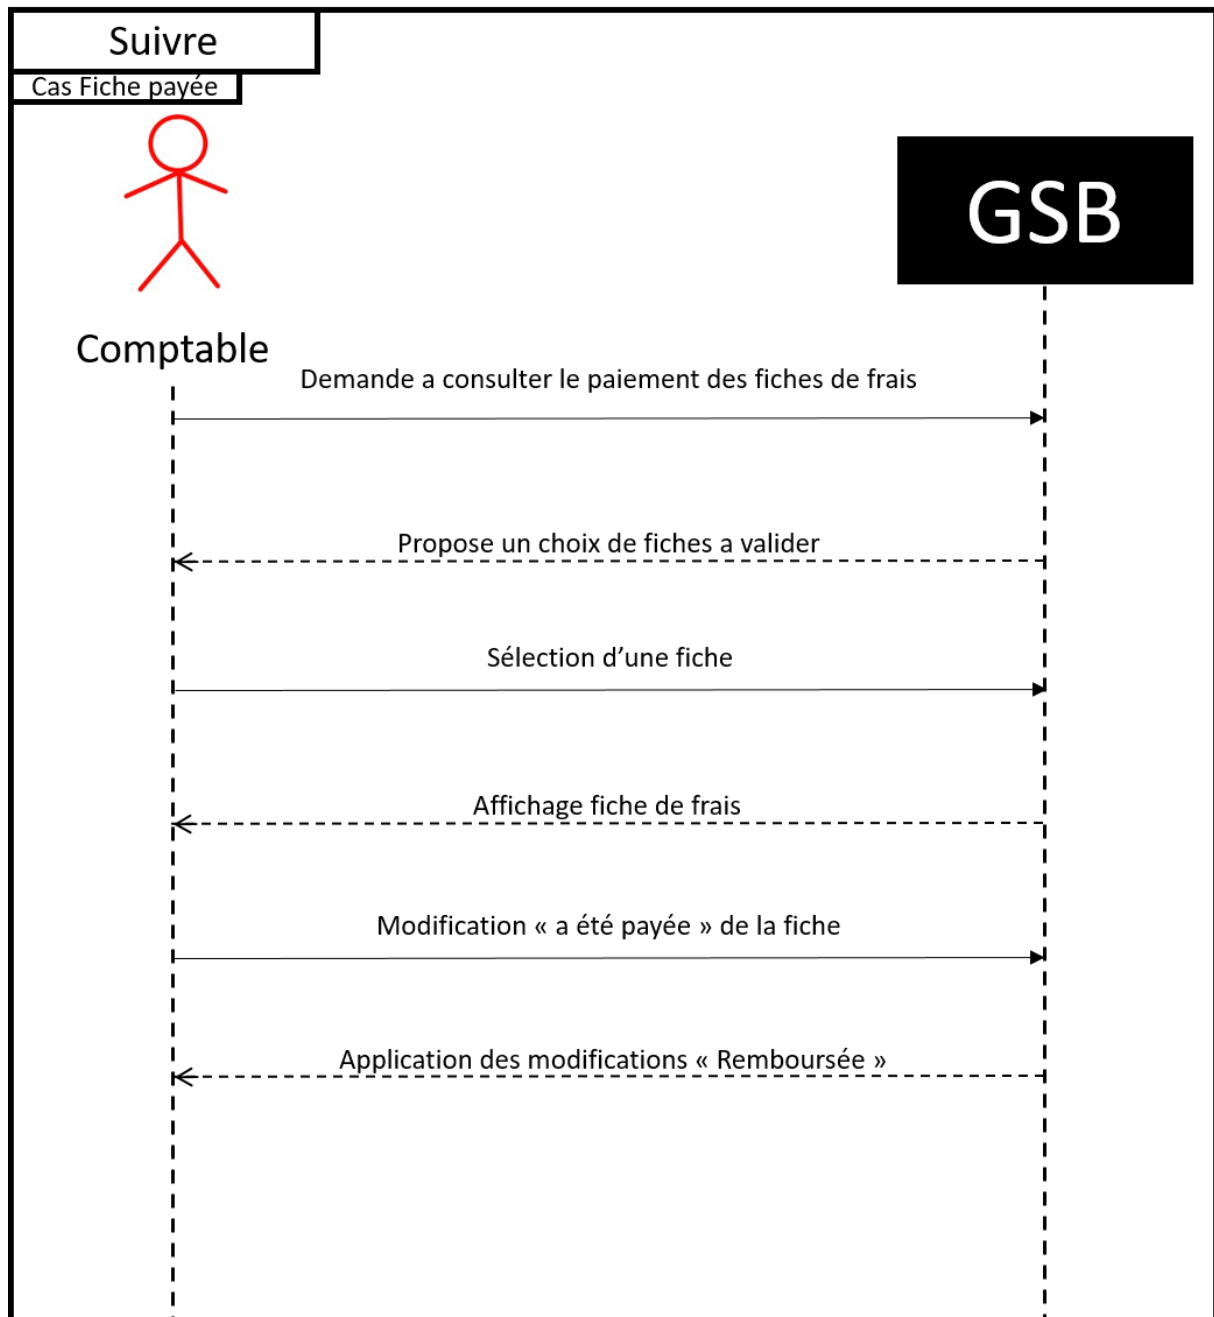 Suivre
Cas Fiche payée
GSB
Comptable
Demande a consulter le paiement des fiches de frais
Propose un choix de fiches a valider
Sélection d’une fiche
Affichage fiche de frais
Modification « a été payée » de la fiche
Application des modifications « Remboursée »